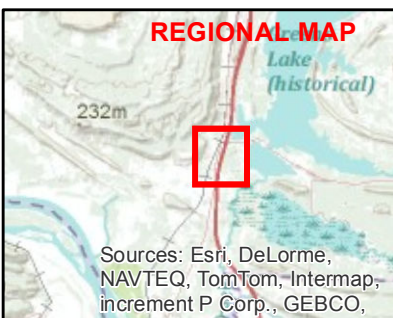 REGIONAL MAP
Lake
(historical)
232m
Sources: Esri, DeLorme,
NAVTEQ, TomTom, Intermap,
increment P Corp., GEBCO,